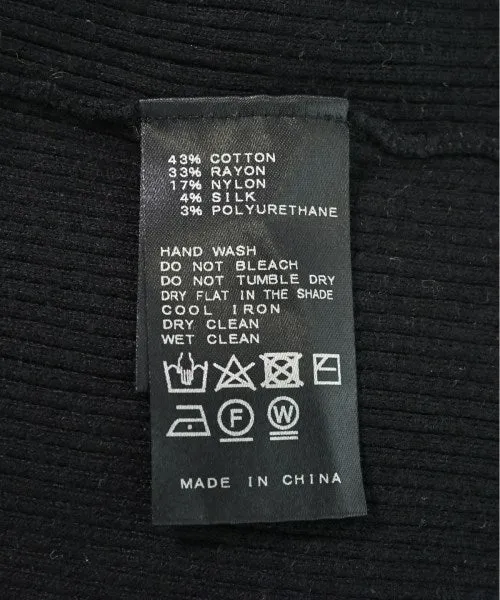 43% COTTON
33% RAYON
17% NYLON
4% SILK
3% POLYURETHANE
HAND WASH
DO NOT BLEACH
DO NOT TUMBLE DRY
DRY FLAT IN THE SHADE
COOL IRON
DRY CLEAN
WET CLEAN
F W
MADE IN CHINA